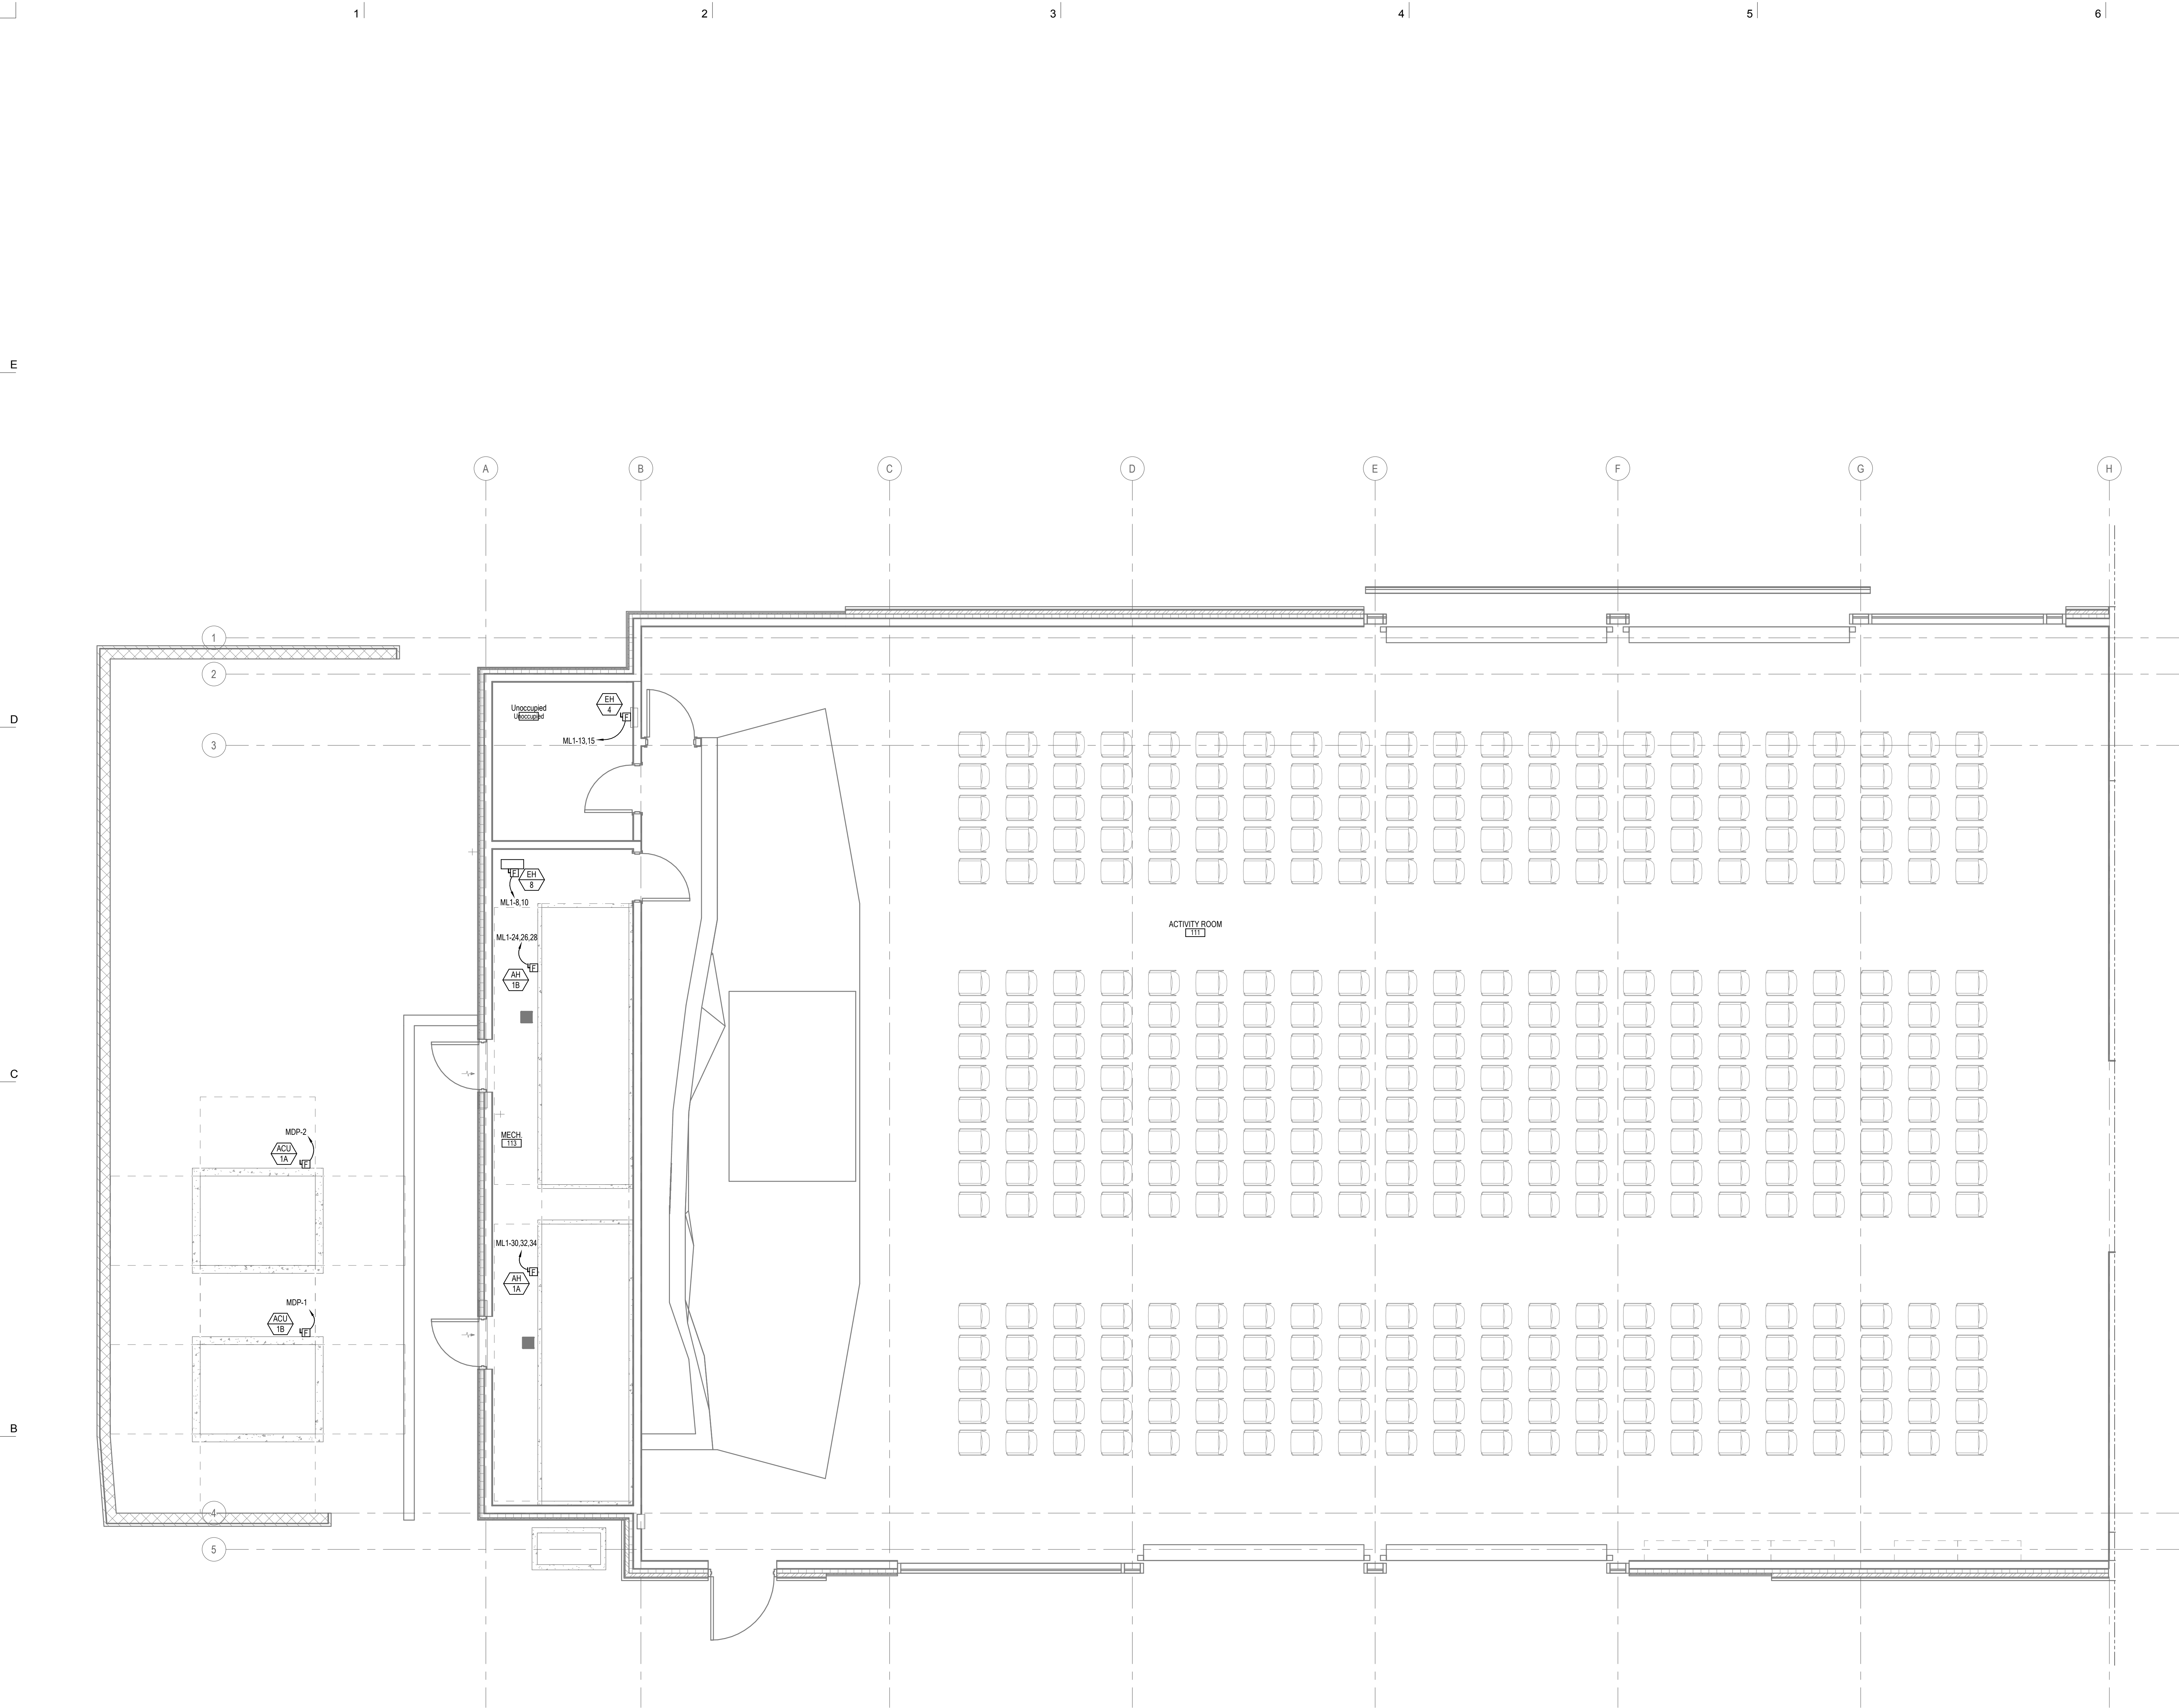 1
2
3
4
5
6
E
A
B
C
D
E
F
G
H
1
2
D
3
Unoccupied
Unoccupied
EH
4
F
ML1-13,15
F
EH
8
ML1-8,10
ACTIVITY ROOM
111
ML1-24,26,28
F
AH
1B
C
MECH.
113
MDP-2
ACU
1A
F
ML1-30,32,34
F
AH
1A
MDP-1
ACU
1B
F
B
4
5